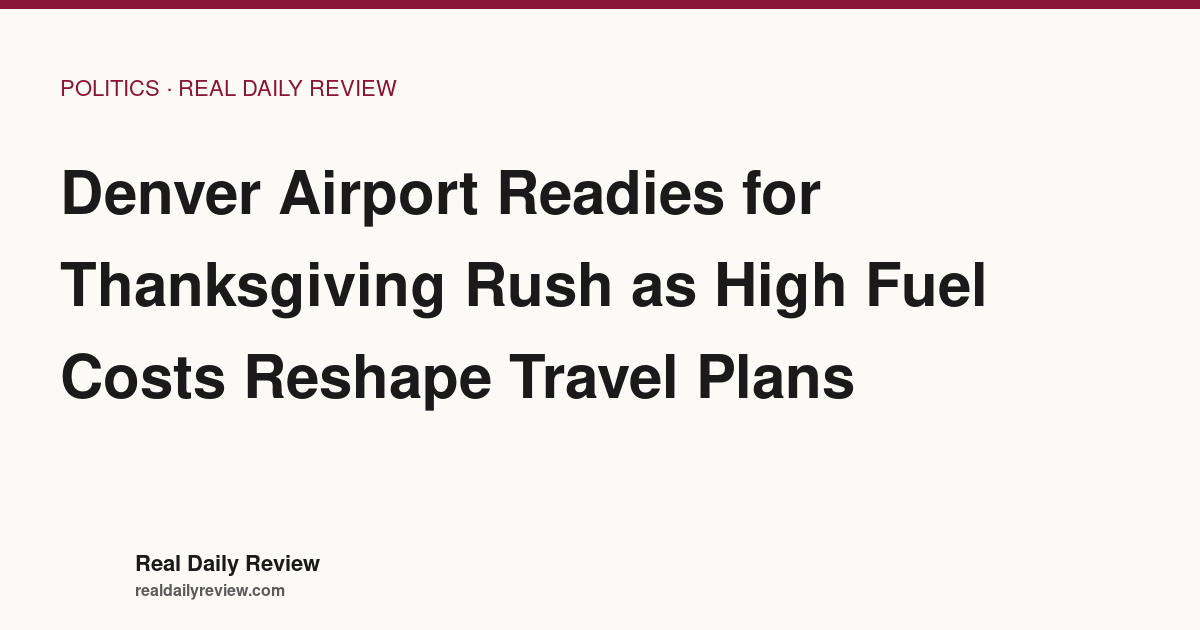 POLITICS · REAL DAILY REVIEW
Denver Airport Readies for
Thanksgiving Rush as High Fuel
Costs Reshape Travel Plans
Real Daily Review
realdailyreview.com